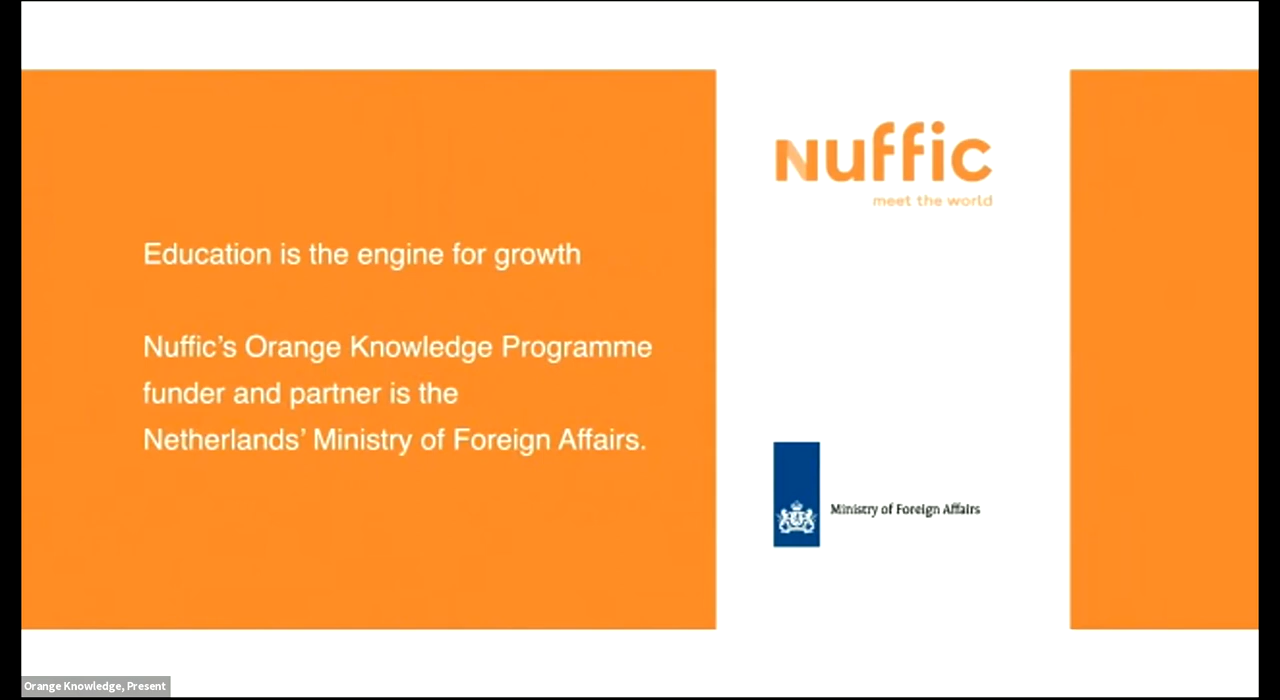 Education is the engine for growth
Nuffic’s Orange Knowledge Programme
funder and partner is the
Netherlands’ Ministry of Foreign Affairs.
Nuffic
meet the world
Ministry of Foreign Affairs
Orange Knowledge, Present